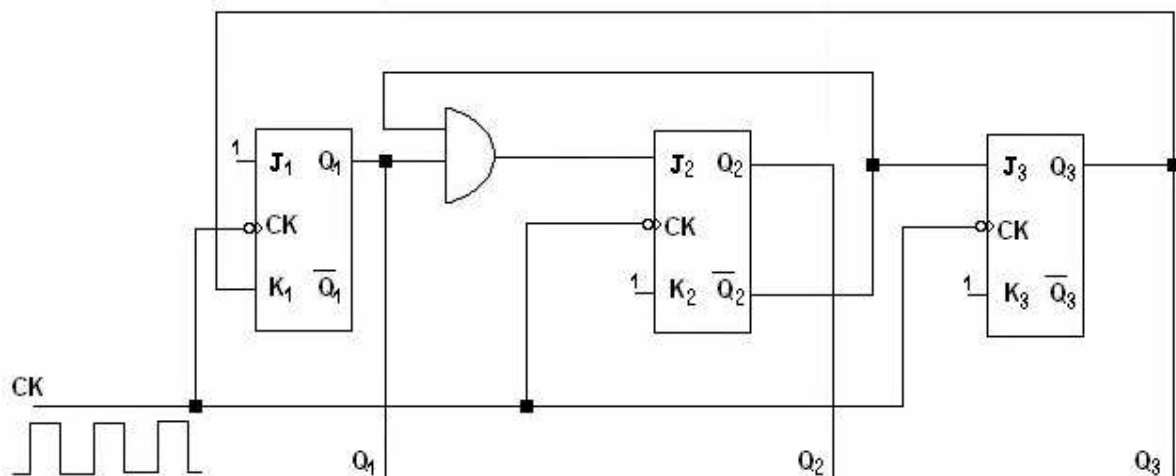 1 J₁ Q₁ J₂ Q₂ J₃ Q₃
CK CK CK
K₁ Q̅₁ 1 K₂ Q̅₂ 1 K₃ Q̅₃
CK
Q₁ Q₂ Q₃